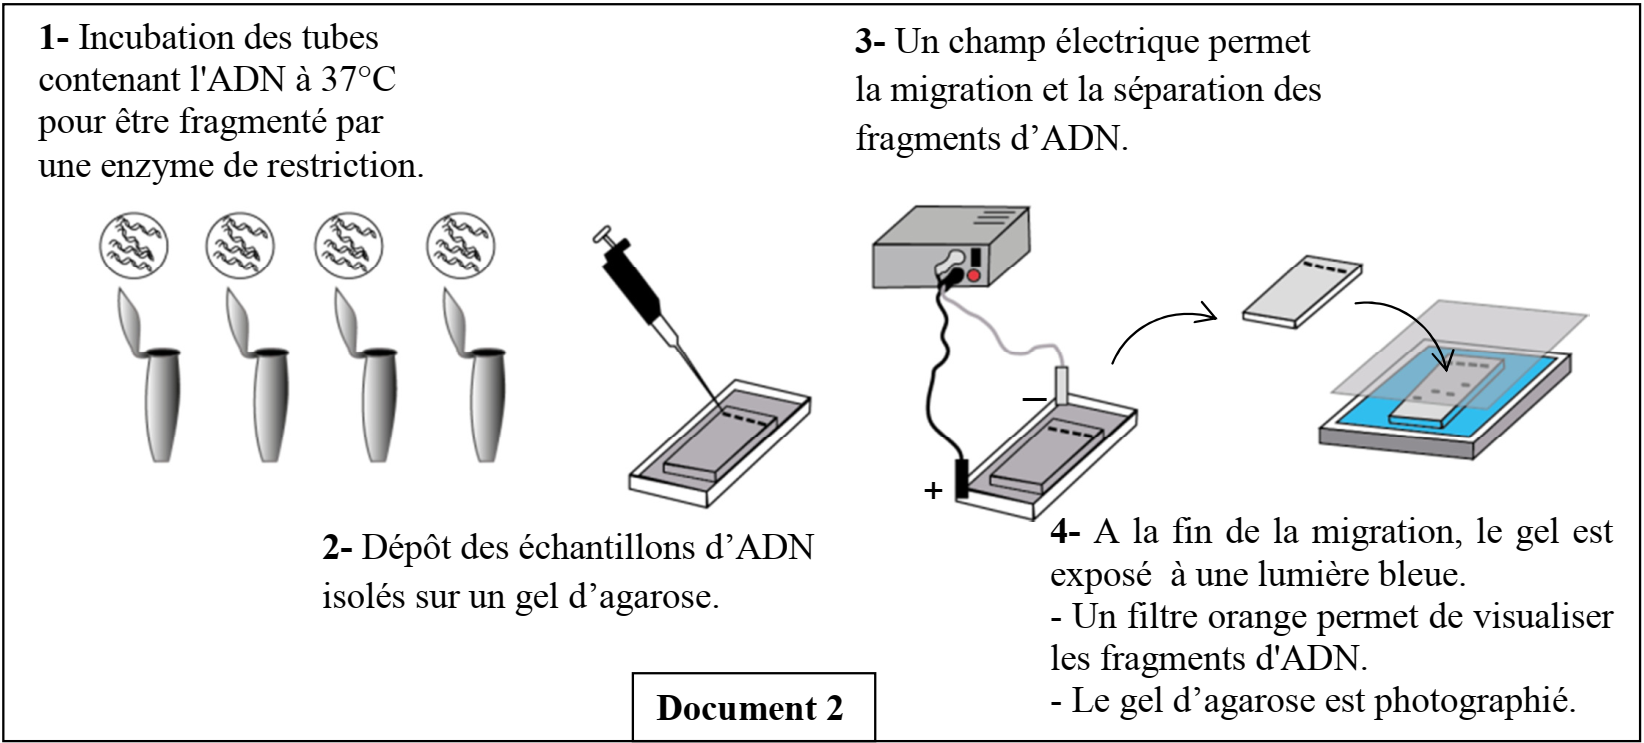 1- Incubation des tubes
contenant l'ADN à 37°C
pour être fragmenté par
une enzyme de restriction.
2- Dépôt des échantillons d’ADN
isolés sur un gel d’agarose.
3- Un champ électrique permet
la migration et la séparation des
fragments d’ADN.
–
+
4- A la fin de la migration, le gel est
exposé à une lumière bleue.
- Un filtre orange permet de visualiser
les fragments d'ADN.
- Le gel d’agarose est photographié.
Document 2